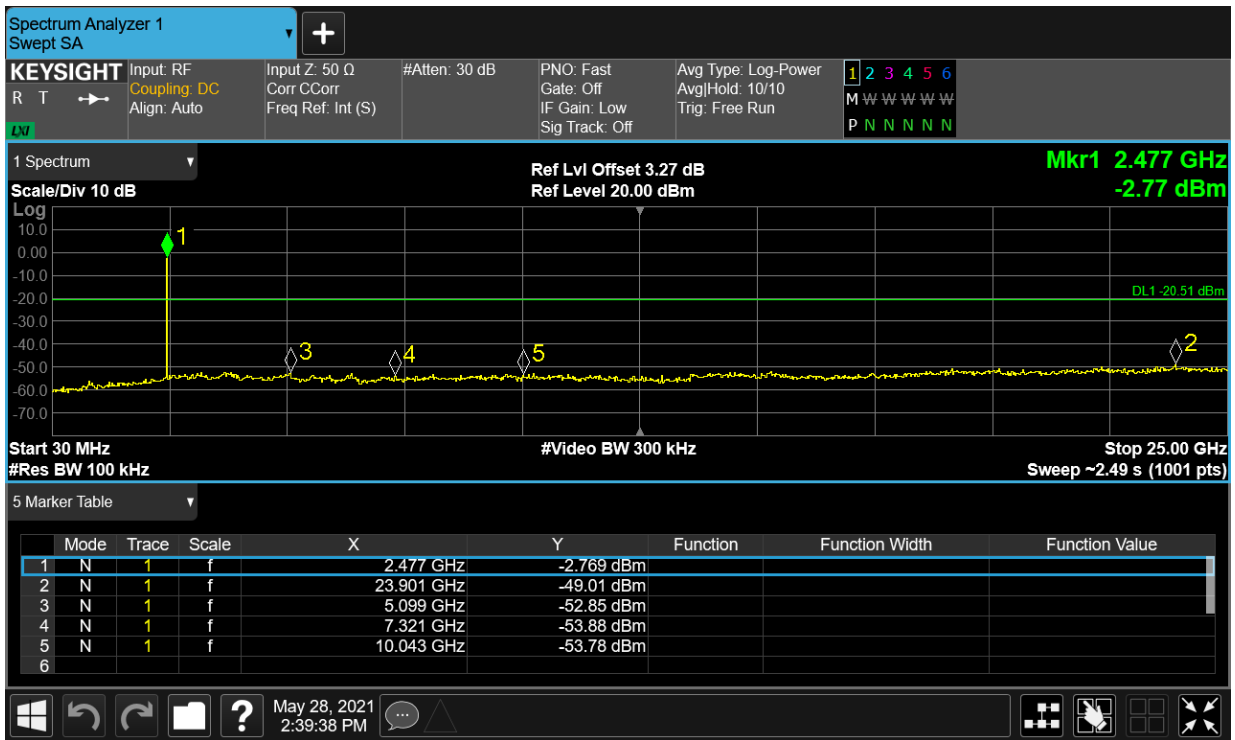 Spectrum Analyzer 1
Swept SA
KEYSIGHT
R T
LXI
Input: RF
Coupling: DC
Align: Auto
Input Z: 50 Ω
Corr CCorr
Freq Ref: Int (S)
#Atten: 30 dB
PNO: Fast
Gate: Off
IF Gain: Low
Sig Track: Off
Avg Type: Log-Power
Avg|Hold: 10/10
Trig: Free Run
1 2 3 4 5 6
M W W W W W
P N N N N N
1 Spectrum
Scale/Div 10 dB
Ref Lvl Offset 3.27 dB
Ref Level 20.00 dBm
Mkr1 2.477 GHz
-2.77 dBm
Log
10.0
0.00
-10.0
-20.0
-30.0
-40.0
-50.0
-60.0
-70.0
1
DL1 -20.51 dBm
3
4
5
2
Start 30 MHz
#Video BW 300 kHz
Stop 25.00 GHz
#Res BW 100 kHz
Sweep ~2.49 s (1001 pts)
5 Marker Table
Mode Trace Scale X Y Function Function Width Function Value
1 N 1 f 2.477 GHz -2.769 dBm
2 N 1 f 23.901 GHz -49.01 dBm
3 N 1 f 5.099 GHz -52.85 dBm
4 N 1 f 7.321 GHz -53.88 dBm
5 N 1 f 10.043 GHz -53.78 dBm
6
?
May 28, 2021
2:39:38 PM